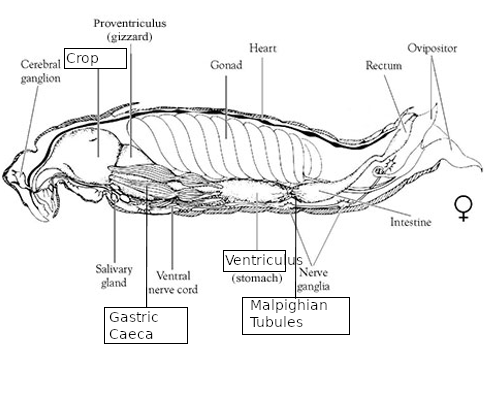 Proventriculus
(gizzard)
Crop
Cerebral
ganglion
Gonad
Heart
Ovipositor
Rectum
Intestine
Salivary
gland
Ventral
nerve cord
Ventriculus
(stomach)
Nerve
ganglia
Gastric
Caeca
Malpighian
Tubules